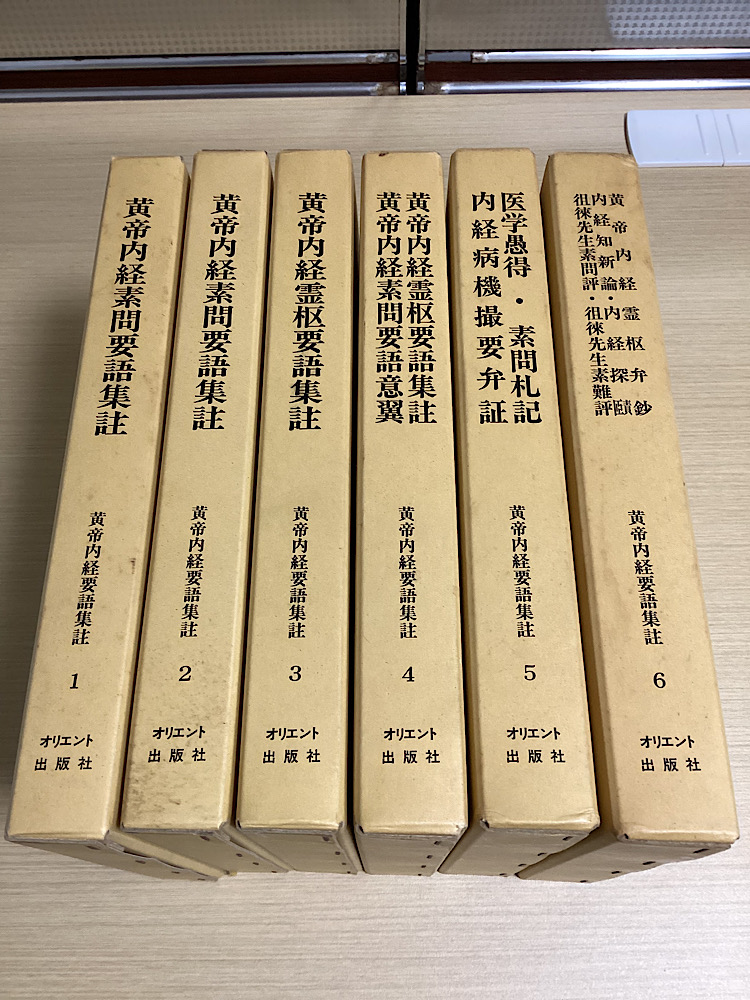 黄帝内経素問要語集註
黄帝内経要語集註
1
オリエント
出版社
黄帝内経素問要語集註
黄帝内経要語集註
2
オリエント
出版社
黄帝内経霊枢要語集註
黄帝内経要語集註
3
オリエント
出版社
黄帝内経霊枢要語集註
黄帝内経素問要語意翼
黄帝内経要語集註
4
オリエント
出版社
医学愚得・素問札記
内経病機撮要弁証
黄帝内経要語集註
5
オリエント
出版社
黄帝内経霊枢弁鈔
内経知新論・内経探賾
徂徠先生素問評・徂徠先生素難評
黄帝内経要語集註
6
オリエント
出版社